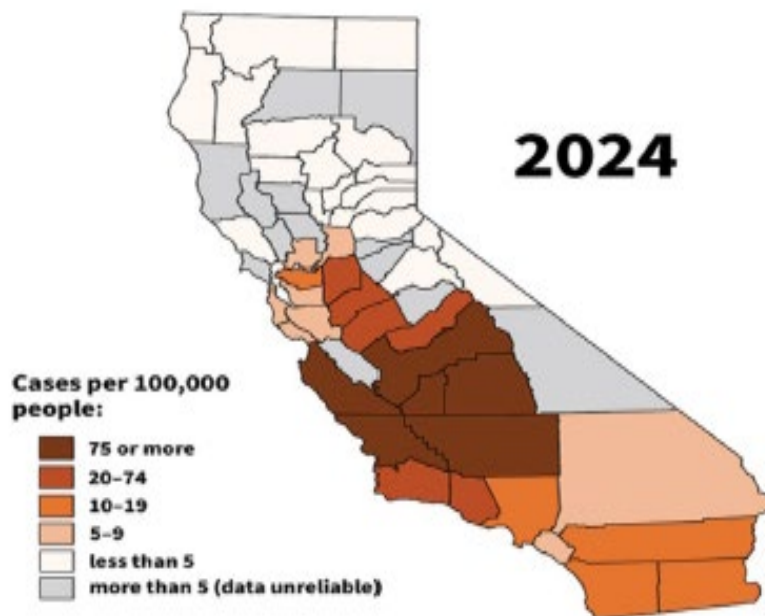 2024
Cases per 100,000
people:
75 or more
20–74
10–19
5–9
less than 5
more than 5 (data unreliable)